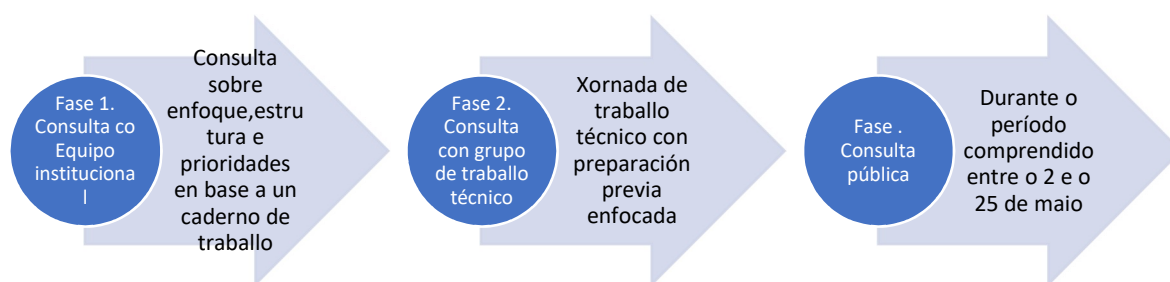 Fase 1.
Consulta co
Equipo
instituciona
l
Consulta
sobre
enfoque,estru
tura e
prioridades
en base a un
caderno de
traballo
Fase 2.
Consulta
con grupo
de traballo
técnico
Xornada de
traballo
técnico con
preparación
previa
enfocada
Fase .
Consulta
pública
Durante o
período
comprendido
entre o 2 e o
25 de maio